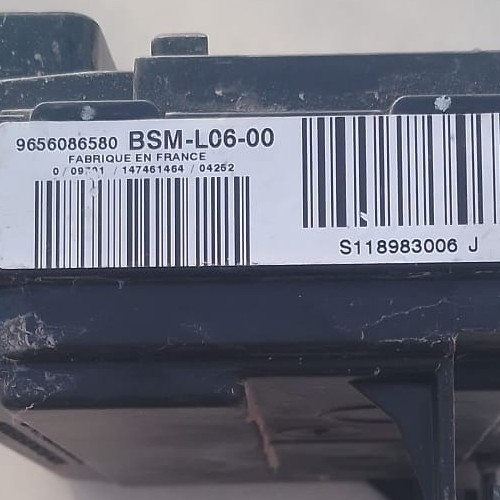 9656086580 BSM-L06-00
FABRIQUE EN FRANCE
/ 147461464 / 04252
S118983006 J